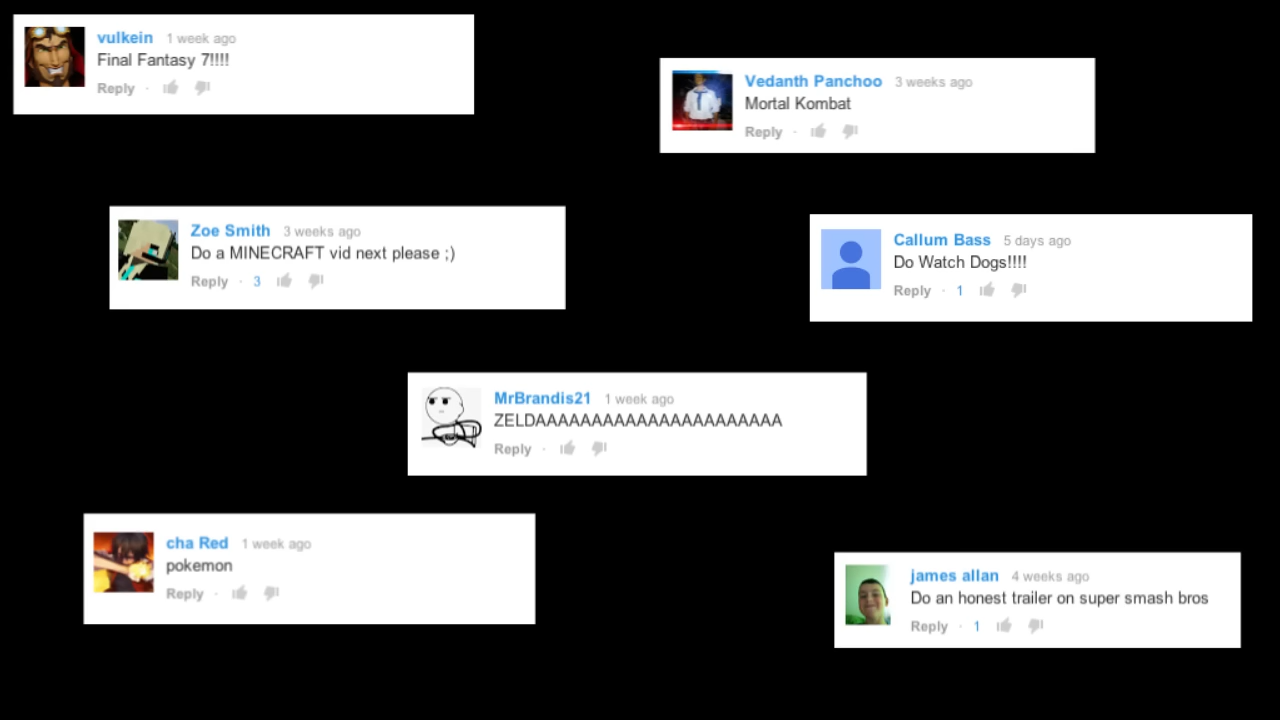 vulkein 1 week ago
Final Fantasy 7!!!!
Reply ·
Vedanth Panchoo 3 weeks ago
Mortal Kombat
Reply ·
Zoe Smith 3 weeks ago
Do a MINECRAFT vid next please ;)
Reply · 3
Callum Bass 5 days ago
Do Watch Dogs!!!!
Reply · 1
MrBrandis21 1 week ago
ZELDAAAAAAAAAAAAAAAAAAAAAA
Reply ·
cha Red 1 week ago
pokemon
Reply ·
james allan 4 weeks ago
Do an honest trailer on super smash bros
Reply · 1